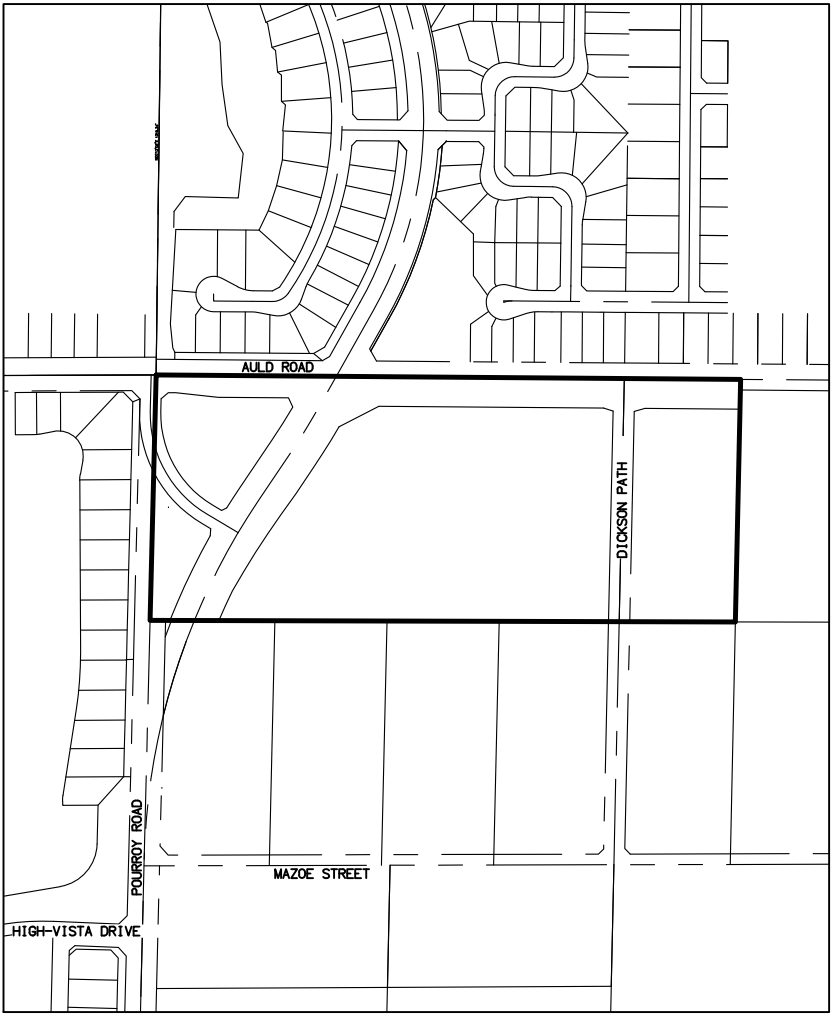 AULD ROAD
DICKSON PATH
POURROY ROAD
MAZOE STREET
HIGH-VISTA DRIVE